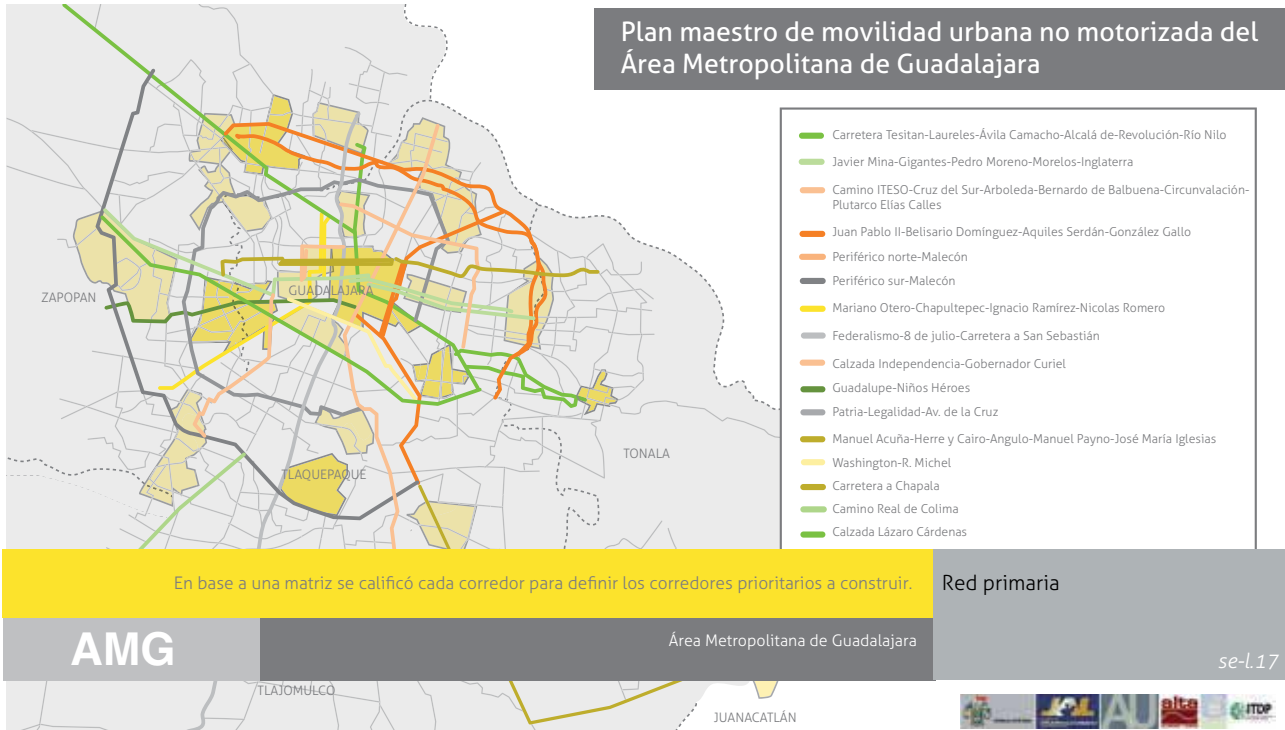 Plan maestro de movilidad urbana no motorizada del
Área Metropolitana de Guadalajara
Carretera Tesitan-Laureles-Ávila Camacho-Alcalá de-Revolución-Río Nilo
Javier Mina-Gigantes-Pedro Moreno-Morelos-Inglaterra
Camino ITESO-Cruz del Sur-Arboleda-Bernardo de Balbuena-Circunvalación-
Plutarco Elías Calles
Juan Pablo II-Belisario Domínguez-Aquiles Serdán-González Gallo
Periférico norte-Malecón
Periférico sur-Malecón
Mariano Otero-Chapultepec-Ignacio Ramírez-Nicolas Romero
Federalismo-8 de julio-Carretera a San Sebastián
Calzada Independencia-Gobernador Curiel
Guadalupe-Niños Héroes
Patria-Legalidad-Av. de la Cruz
Manuel Acuña-Herre y Cairo-Angulo-Manuel Payno-José María Iglesias
Washington-R. Michel
Carretera a Chapala
Camino Real de Colima
Calzada Lázaro Cárdenas
ZAPOPAN
GUADALAJARA
TONALA
TLAQUEPAQUE
En base a una matriz se calificó cada corredor para definir los corredores prioritarios a construir.
Red primaria
AMG
Área Metropolitana de Guadalajara
se-l.17
TLAJOMULCO
JUANACATLÁN
AU
alta
ITDP